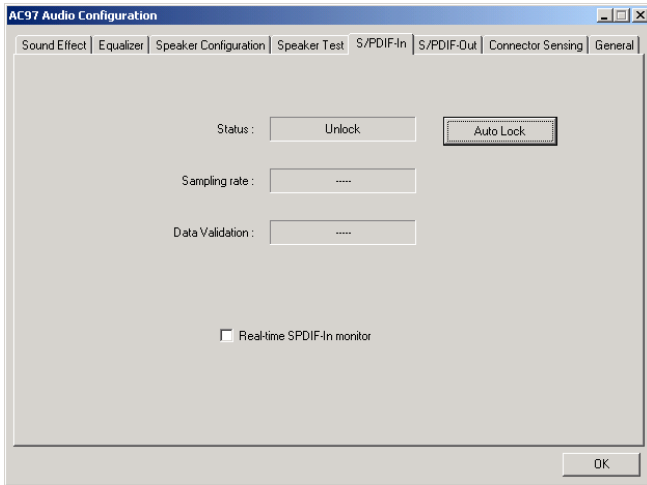 AC97 Audio Configuration
Sound Effect Equalizer Speaker Configuration Speaker Test S/PDIF-In S/PDIF-Out Connector Sensing General
Status : Unlock Auto Lock
Sampling rate : -----
Data Validation : -----
Real-time SPDIF-In monitor
OK